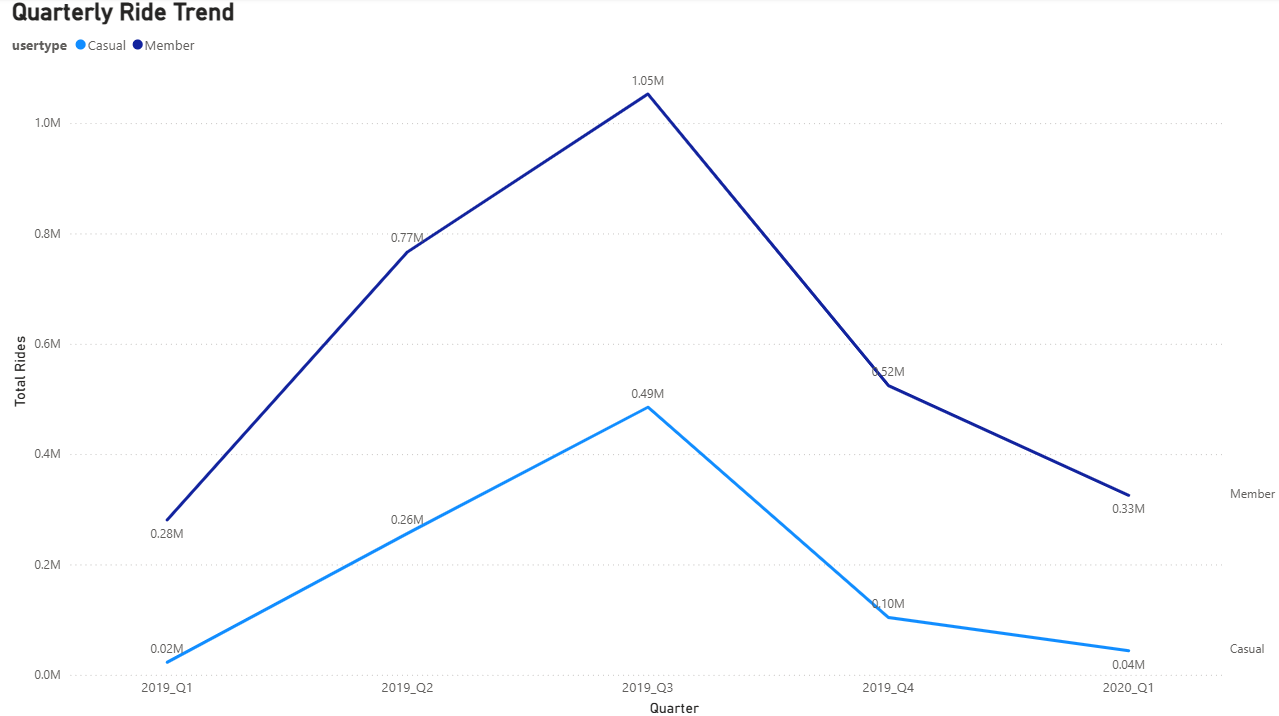 Quarterly Ride Trend
usertype Casual Member
1.05M
1.0M
0.8M
0.77M
0.6M
0.52M
0.49M
0.4M
Member
0.33M
0.28M
0.26M
0.2M
0.10M
0.02M
Casual
0.04M
0.0M
Total Rides
2019_Q1 2019_Q2 2019_Q3 2019_Q4 2020_Q1
Quarter